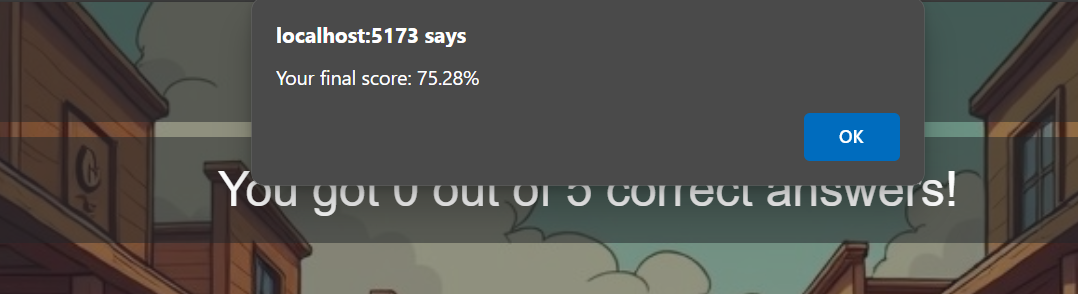 localhost:5173 says
Your final score: 75.28%
OK
You got 0 out of 5 correct answers!